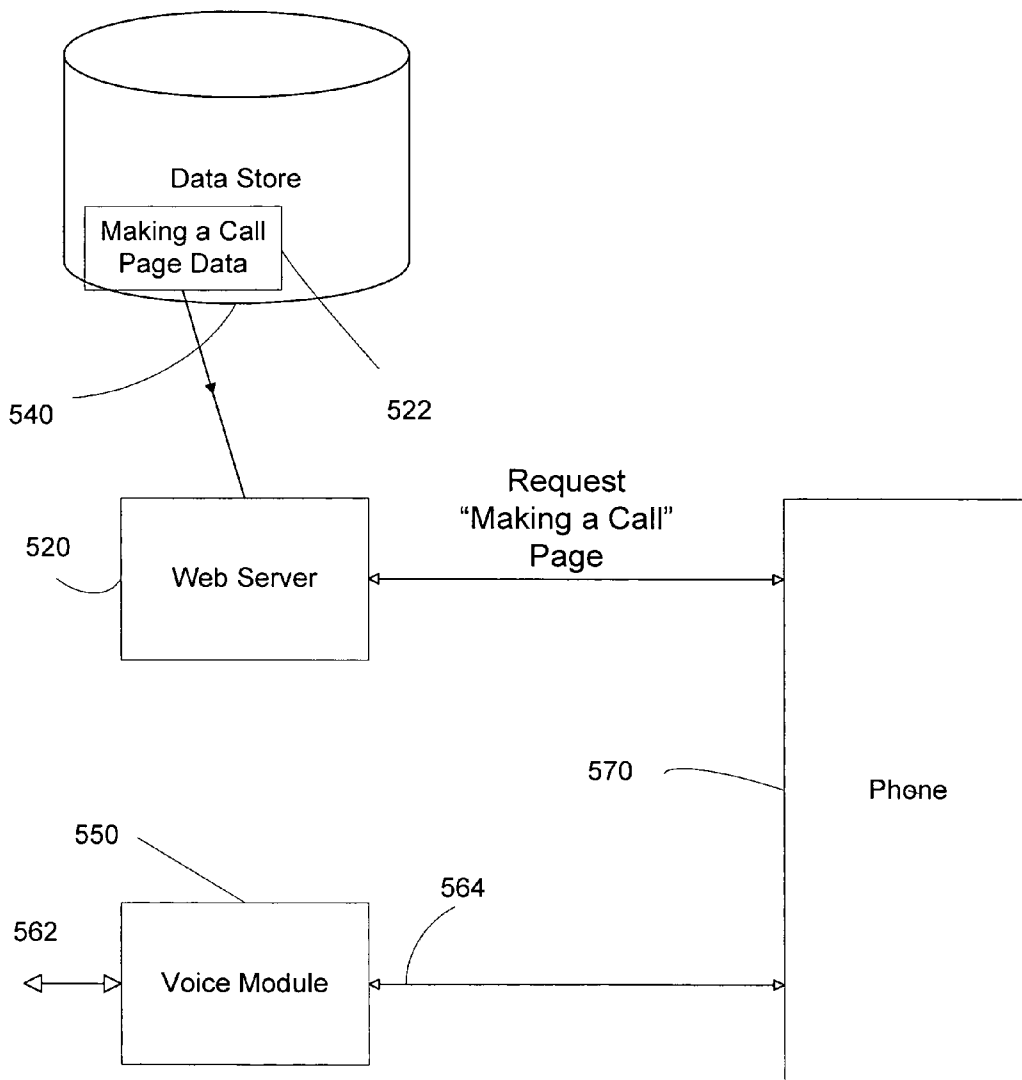 Data Store
Making a Call
Page Data
540
522
Request
“Making a Call”
Page
520
Web Server
570
Phone
550
564
562
Voice Module